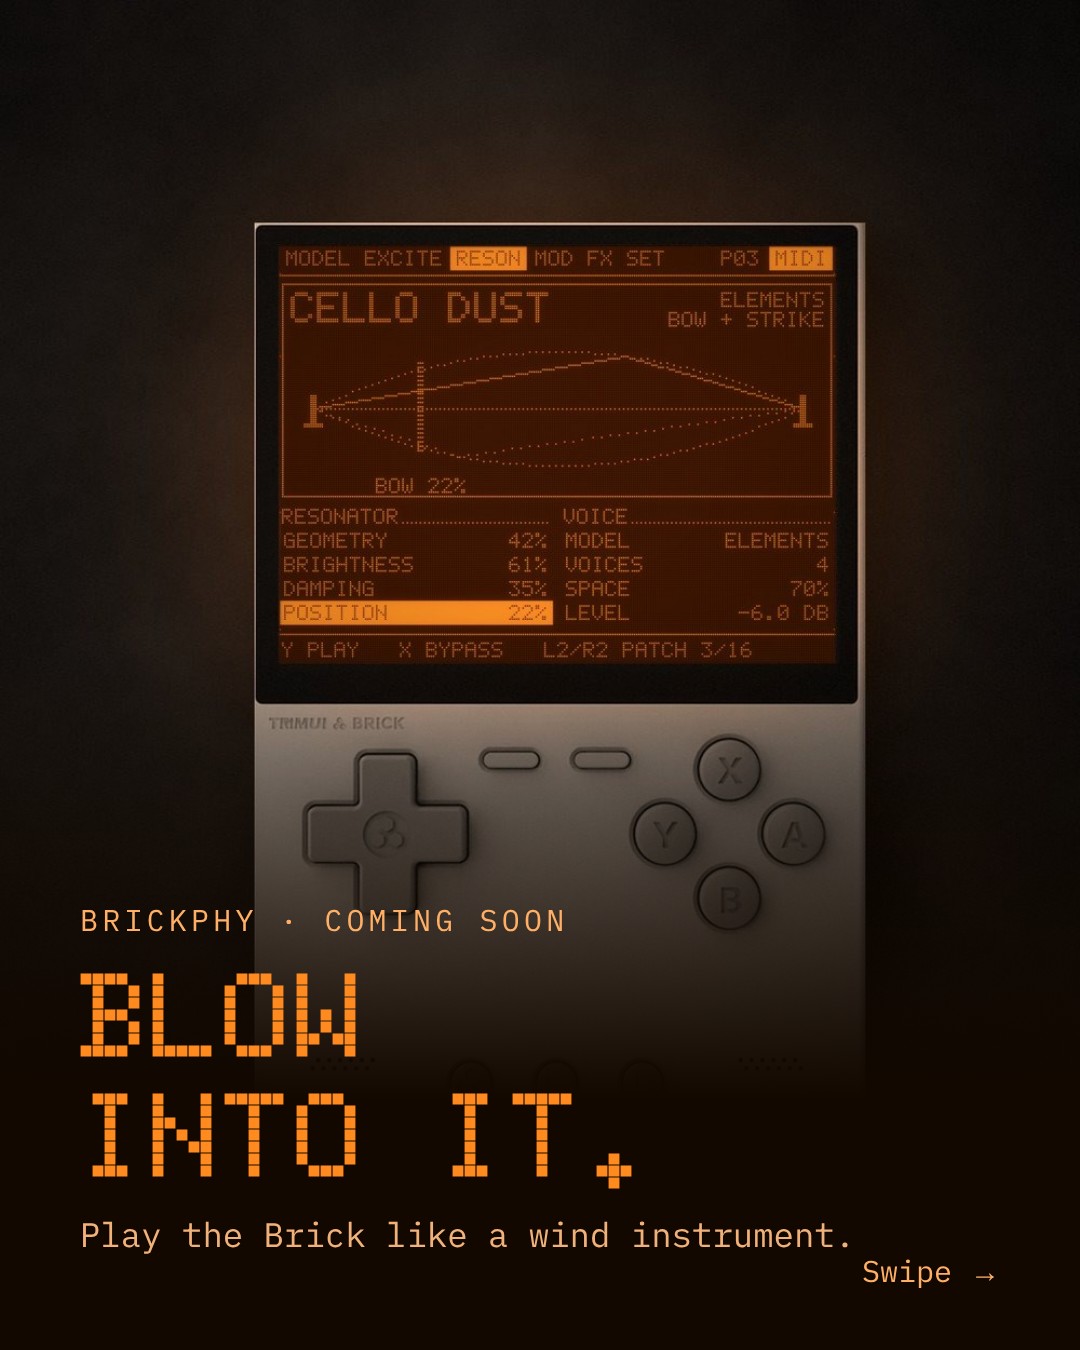 MODEL EXCITE RESON MOD FX SET P03 MIDI
CELLO DUST
ELEMENTS
BOW + STRIKE
BOW 22%
RESONATOR VOICE
GEOMETRY 42% MODEL ELEMENTS
BRIGHTNESS 61% VOICES 4
DAMPING 35% SPACE 70%
POSITION 22% LEVEL -6.0 DB
Y PLAY X BYPASS L2/R2 PATCH 3/16
TRIMUI & BRICK
X
Y A
B
BRICKPHY · COMING SOON
BLOW
INTO IT.
Play the Brick like a wind instrument.
Swipe →